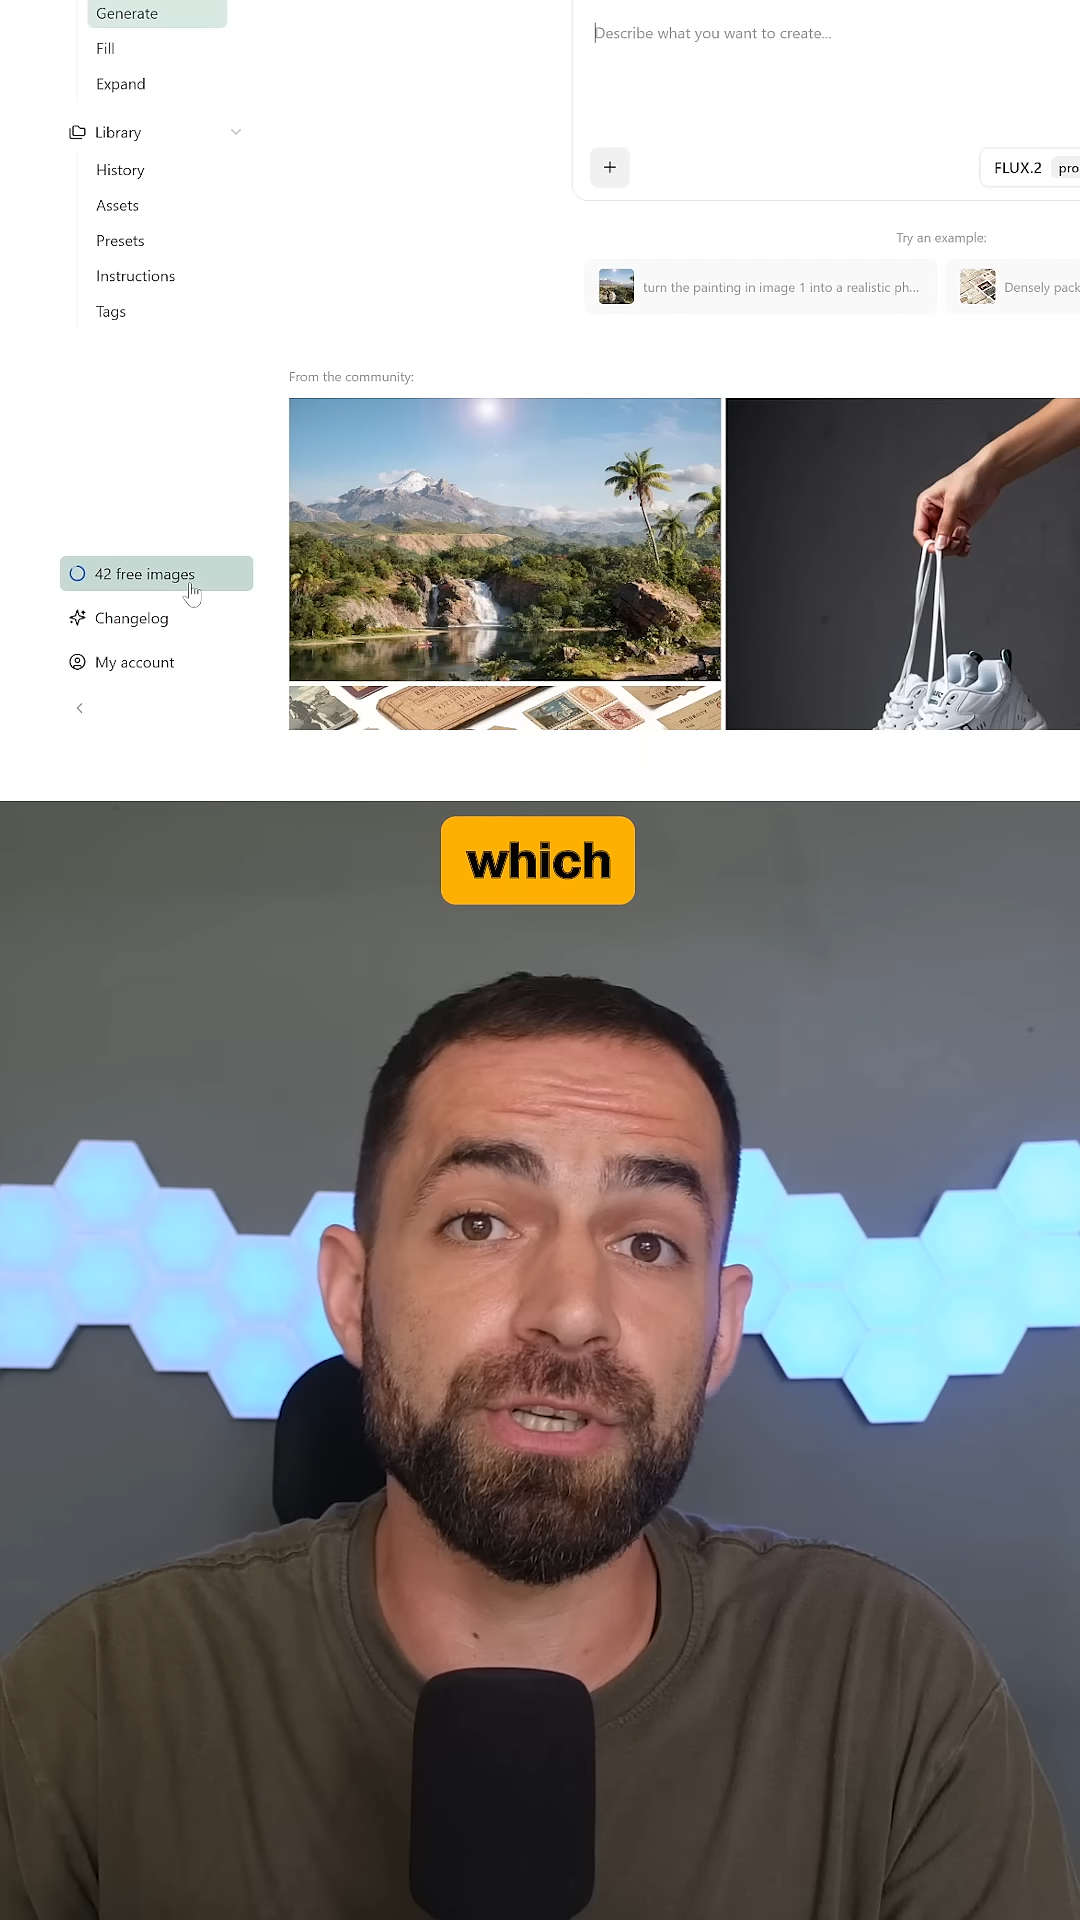 Generate
Fill
Expand
Library
History
Assets
Presets
Instructions
Tags
42 free images
Changelog
My account
Describe what you want to create...
FLUX.2 pro
Try an example:
turn the painting in image 1 into a realistic ph...
Densely pack
From the community:
which